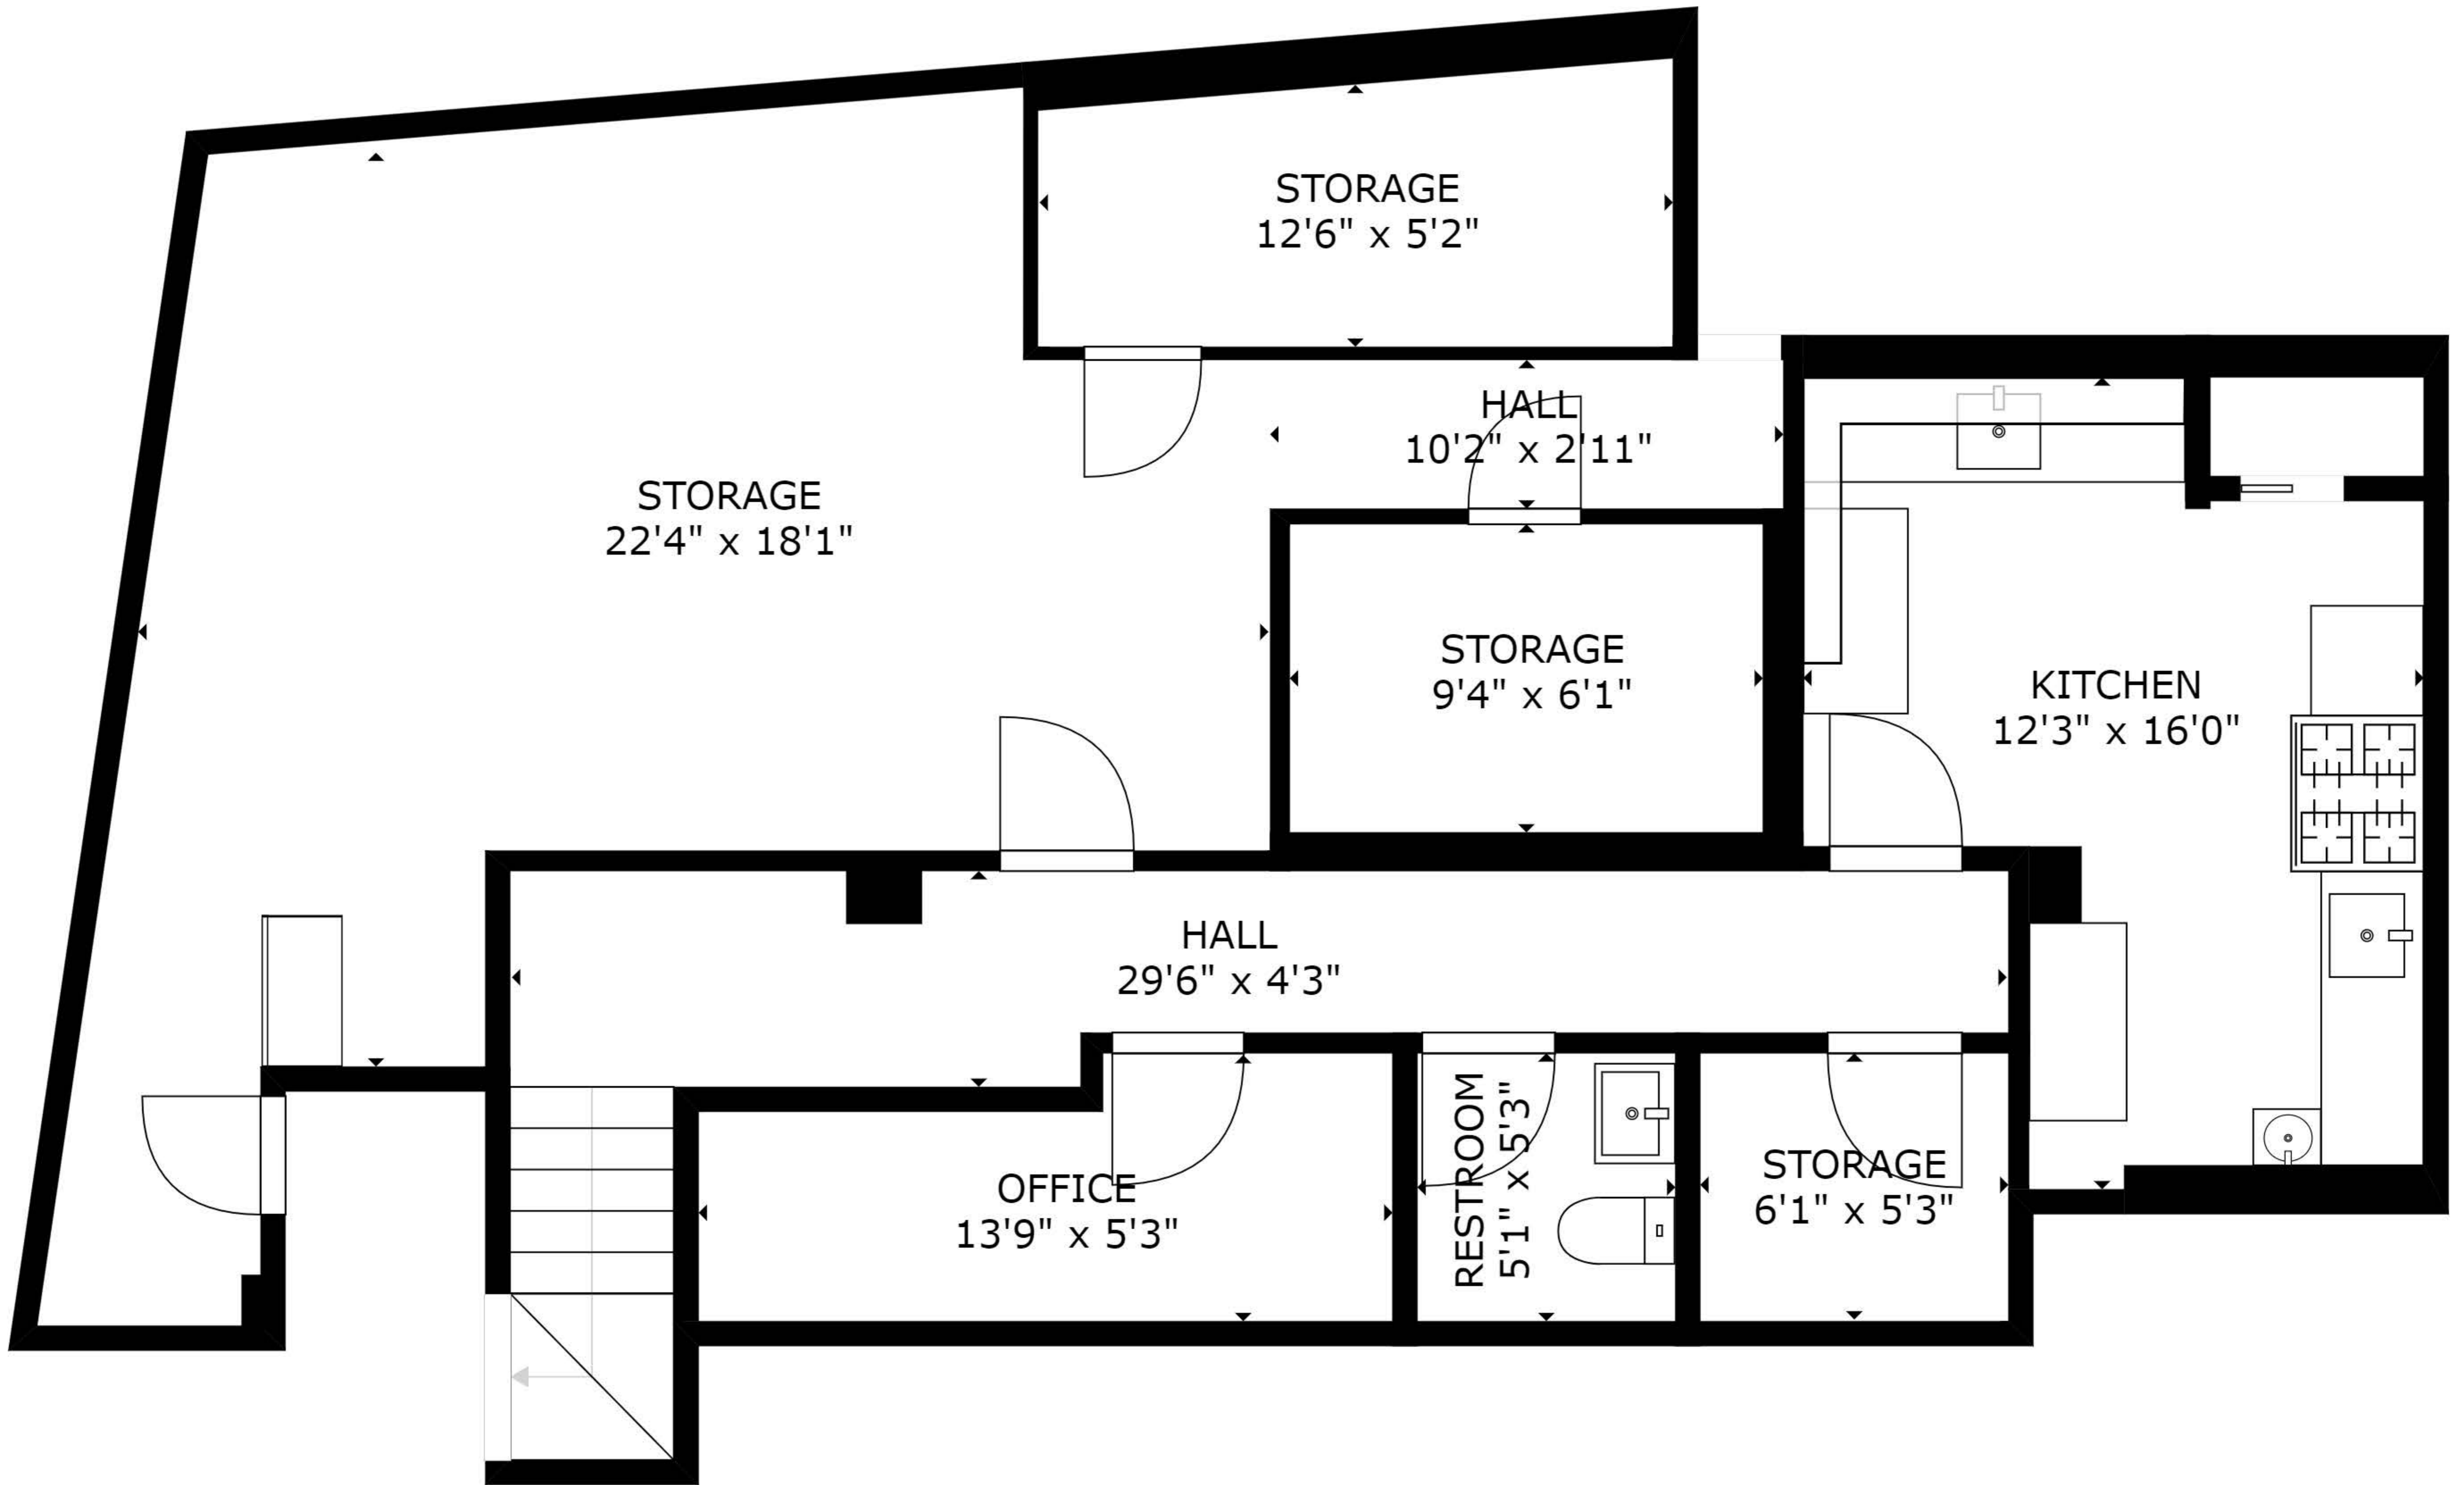 STORAGE
12'6" x 5'2"
HALL
10'2" x 2'11"
STORAGE
22'4" x 18'1"
STORAGE
9'4" x 6'1"
KITCHEN
12'3" x 16'0"
HALL
29'6" x 4'3"
OFFICE
13'9" x 5'3"
RESTROOM
5'1" x 5'3"
STORAGE
6'1" x 5'3"